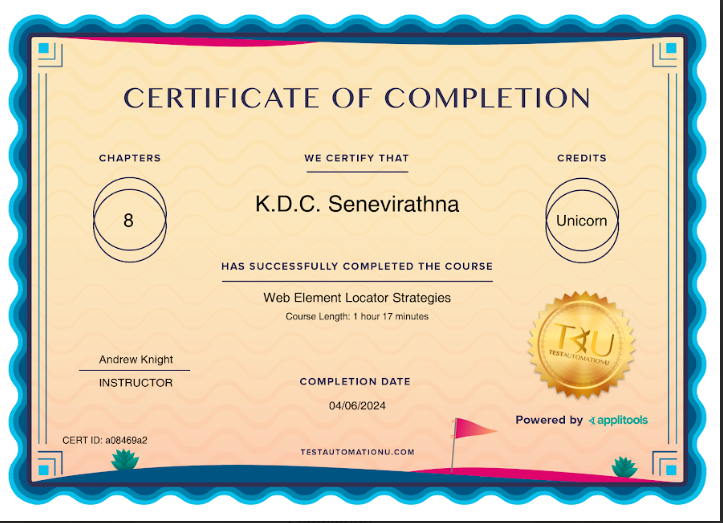 CERTIFICATE OF COMPLETION
CHAPTERS
8
WE CERTIFY THAT
K.D.C. Senevirathna
CREDITS
Unicorn
HAS SUCCESSFULLY COMPLETED THE COURSE
Web Element Locator Strategies
Course Length: 1 hour 17 minutes
TAU
TESTAUTOMATIONU
Andrew Knight
INSTRUCTOR
COMPLETION DATE
04/06/2024
Powered by applitools
CERT ID: a08469a2
TESTAUTOMATIONU.COM